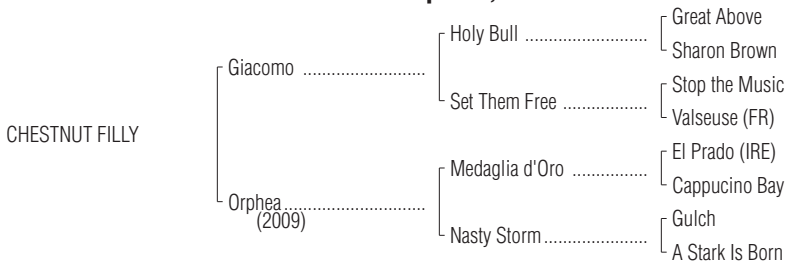 Great Above
Holy Bull ............................
Sharon Brown
Giacomo ............................
Stop the Music
Set Them Free ...................
Valseuse (FR)
CHESTNUT FILLY
El Prado (IRE)
Medaglia d'Oro .................
Cappucino Bay
Orphea................................
(2009)
Gulch
Nasty Storm.......................
A Stark Is Born